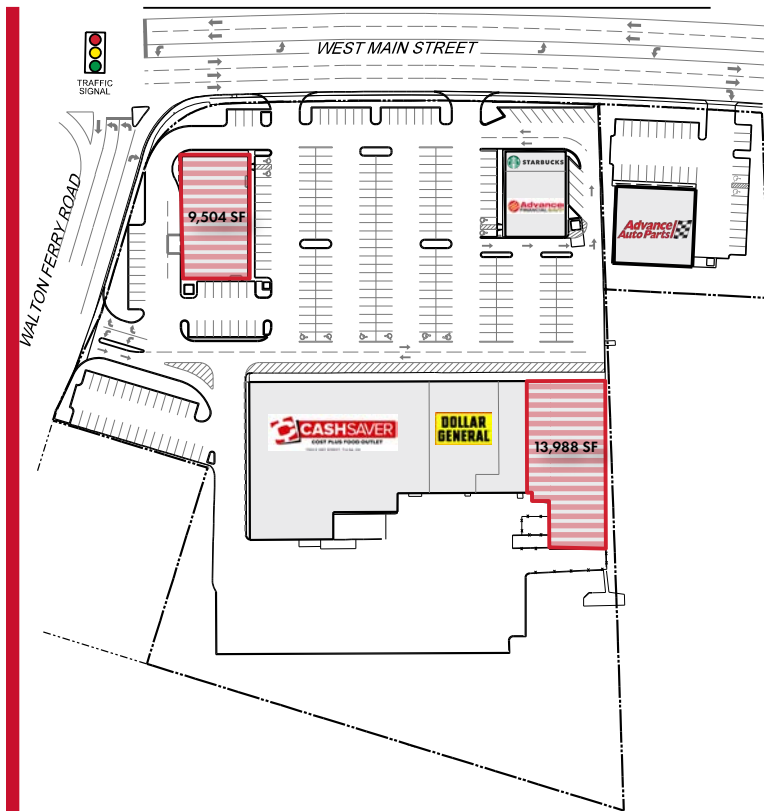 WEST MAIN STREET
TRAFFIC
SIGNAL
WALTON FERRY ROAD
STARBUCKS
Advance
FINANCIAL
9,504 SF
Advance
Auto Parts
CASHSAVER
COST PLUS FOOD OUTLET
DOLLAR
GENERAL
13,988 SF